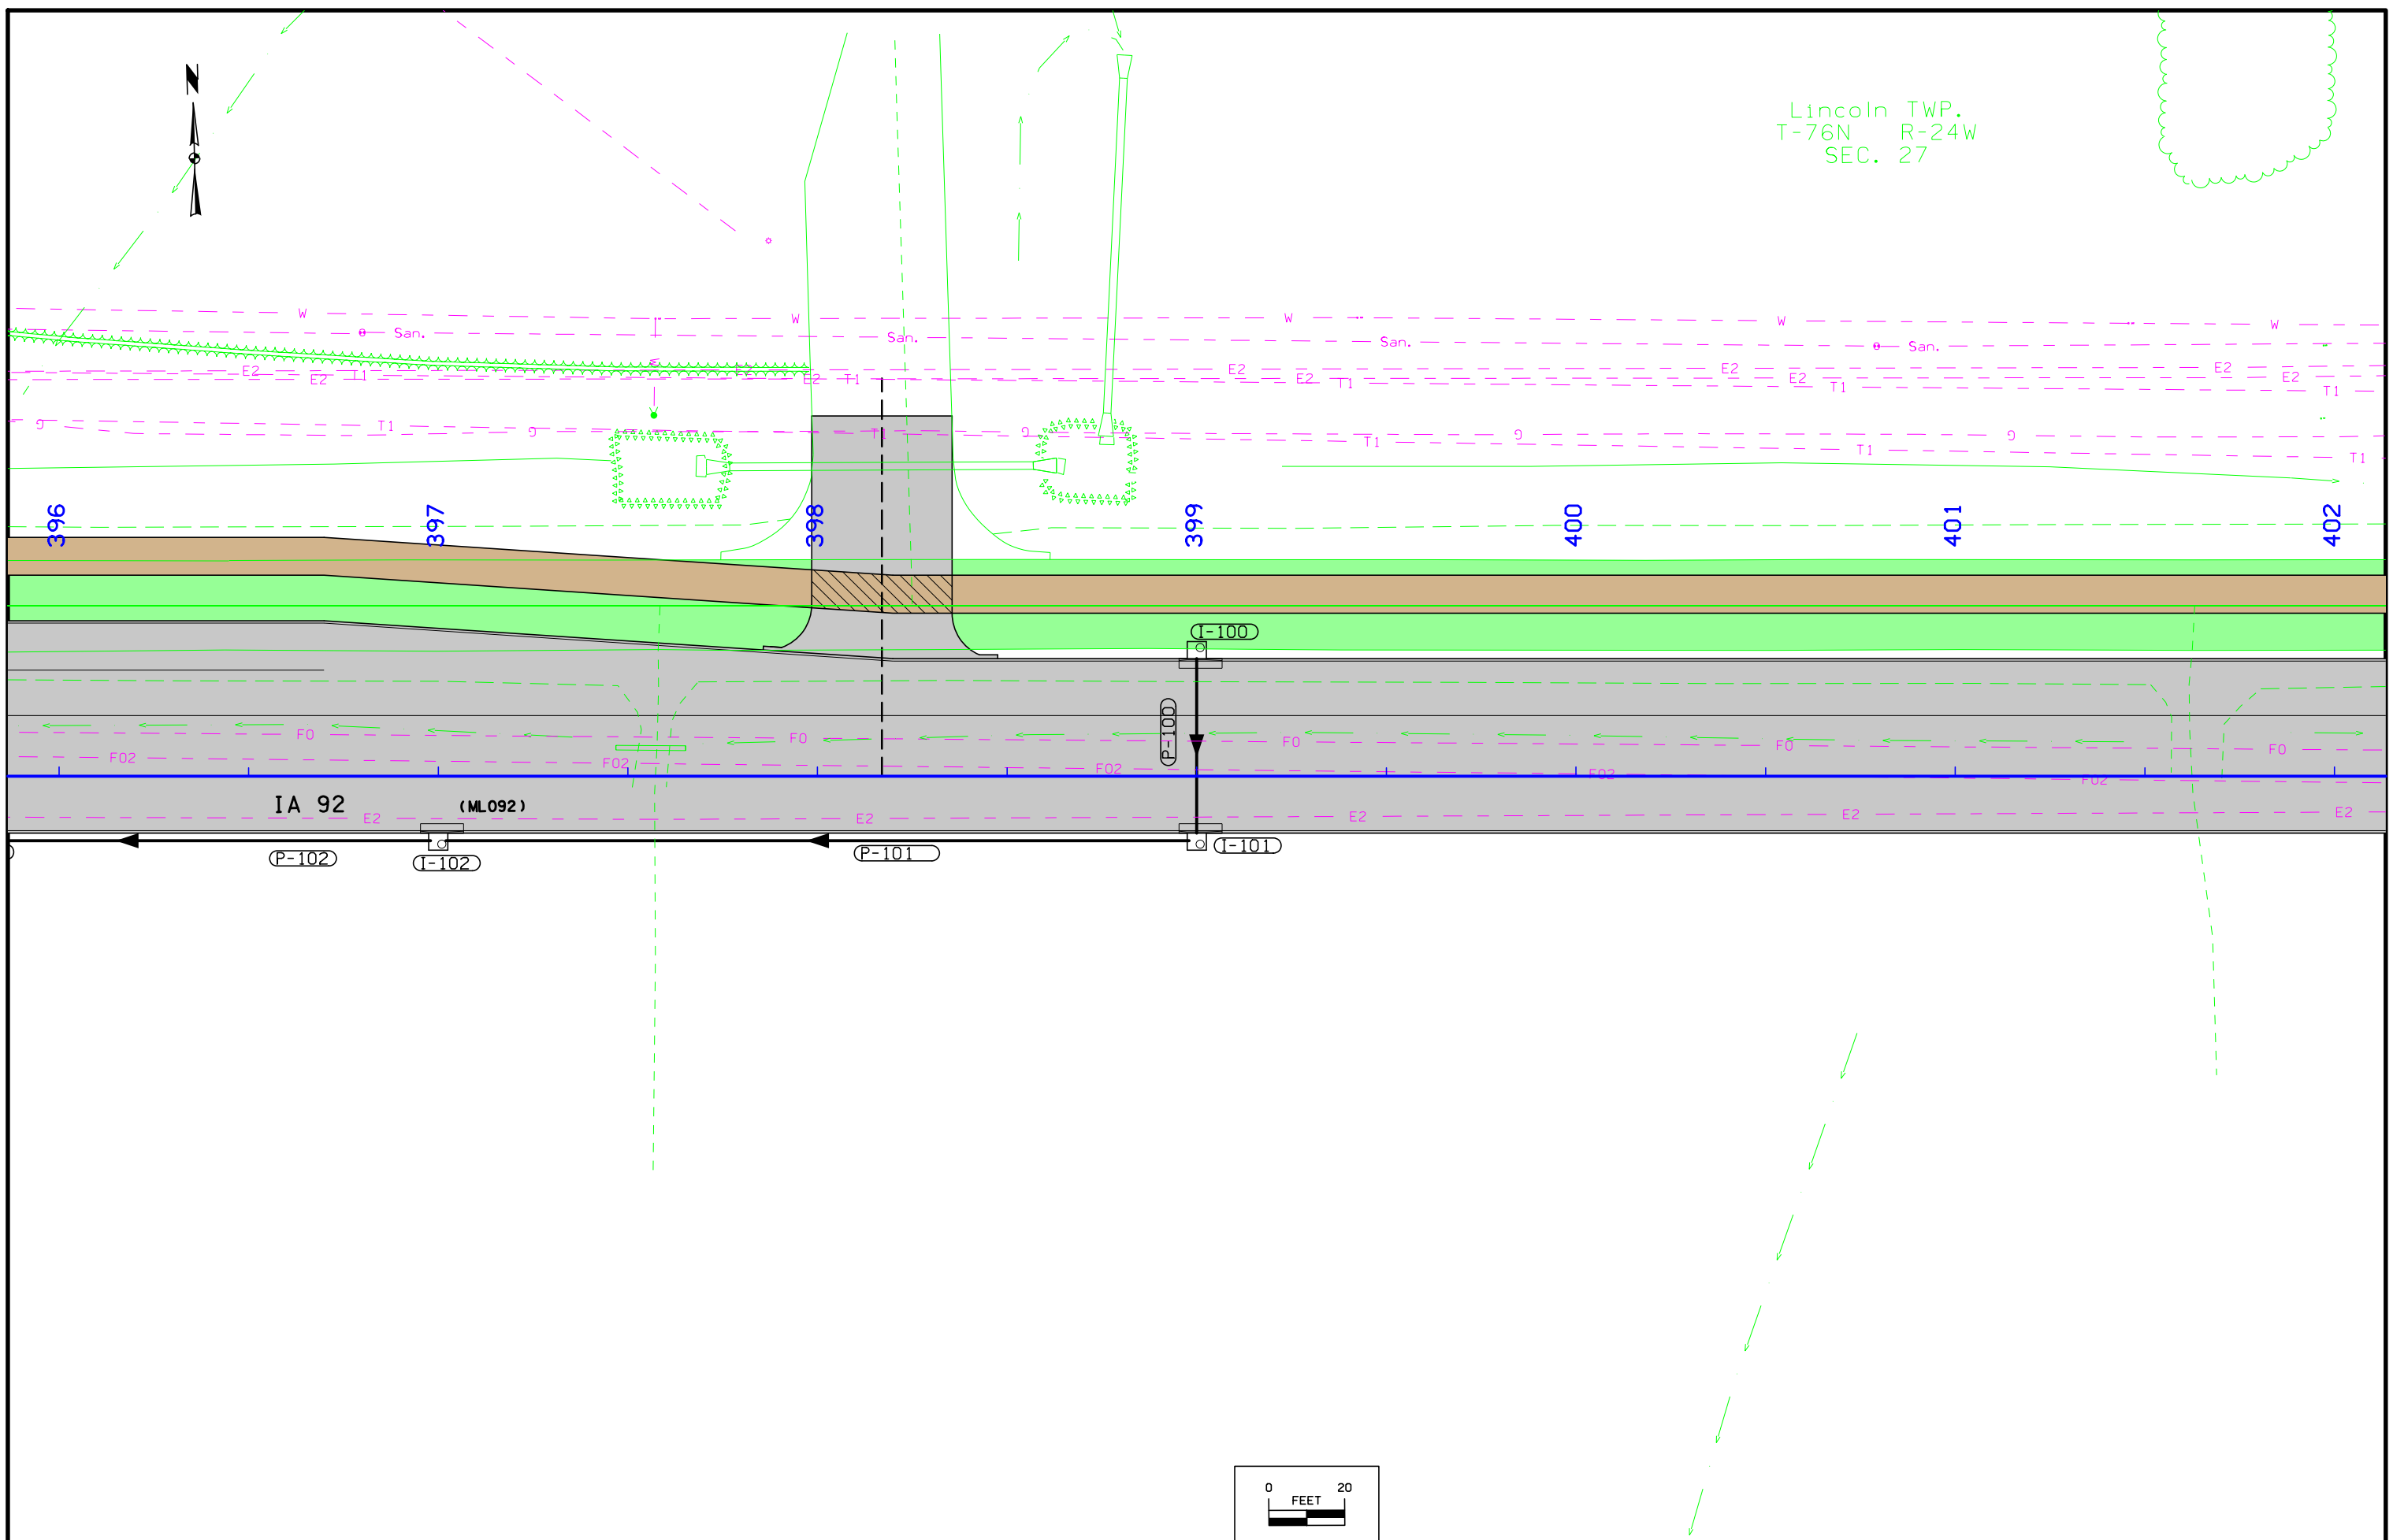 N
Lincoln TWP.
T-76N R-24W
SEC. 27
W W W W W
San. San. San. San.
W
E2 E2 E2 E2 E2
E2 T1 E2 T1 E2 T1 E2 T1 E2 T1
G T1 G T1 G T1 G T1 G T1
396 397 398 399 400 401 402
I-100
P-100
FO FO FO FO FO
FO2 FO2 FO2 FO2 FO2
IA 92 (ML092)
E2 E2 E2 E2 E2
P-102 I-102 P-101 I-101
0 20
FEET